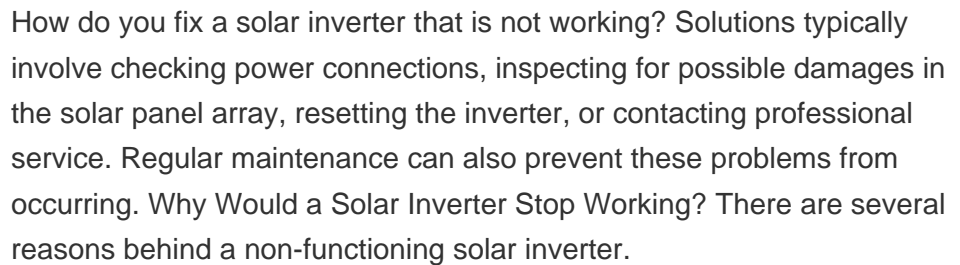 How do you fix a solar inverter that is not working? Solutions typically
involve checking power connections, inspecting for possible damages in
the solar panel array, resetting the inverter, or contacting professional
service. Regular maintenance can also prevent these problems from
occurring. Why Would a Solar Inverter Stop Working? There are several
reasons behind a non-functioning solar inverter.